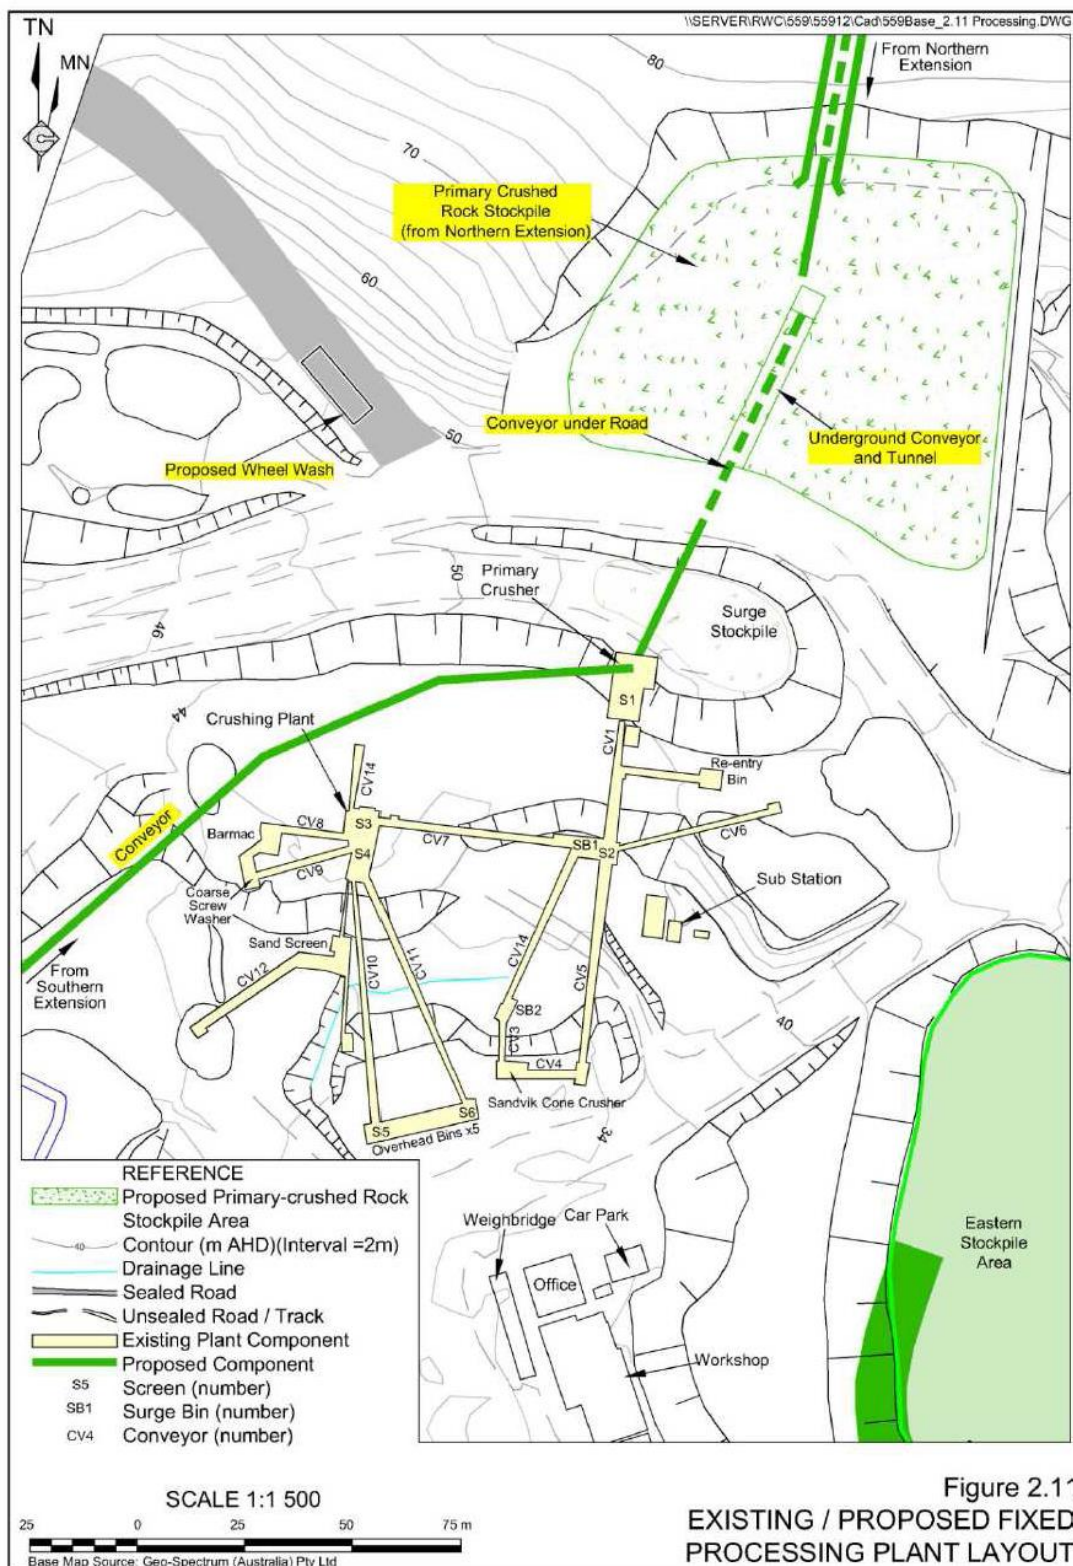 \\SERVER\RWC\559\55912\Cad\559Base_2.11 Processing.DWG
TN
MN
From Northern
Extension
80
70
60
50
Primary Crushed
Rock Stockpile
(from Northern Extension)
Conveyor under Road
Underground Conveyor
and Tunnel
Proposed Wheel Wash
50
46
44
Primary
Crusher
Surge
Stockpile
S1
Crushing Plant
CV1
CV14
Re-entry
Bin
Conveyor
Barmac
CV8
S3
CV7
SB1
S2
CV6
S4
CV9
Coarse
Screw
Washer
Sub Station
Sand Screen
CV12
CV10
CV11
CV14
CV5
From
Southern
Extension
SB2
CV3
CV4
40
Sandvik Cone Crusher
S5
S6
Overhead Bins x5
34
REFERENCE
Proposed Primary-crushed Rock
Stockpile Area
40
Contour (m AHD)(Interval =2m)
Drainage Line
Sealed Road
Unsealed Road / Track
Existing Plant Component
Proposed Component
S5 Screen (number)
SB1 Surge Bin (number)
CV4 Conveyor (number)
Weighbridge
Car Park
Office
Workshop
Eastern
Stockpile
Area
SCALE 1:1 500
25 0 25 50 75 m
Base Map Source: Geo-Spectrum (Australia) Pty Ltd
Figure 2.11
EXISTING / PROPOSED FIXED
PROCESSING PLANT LAYOUT